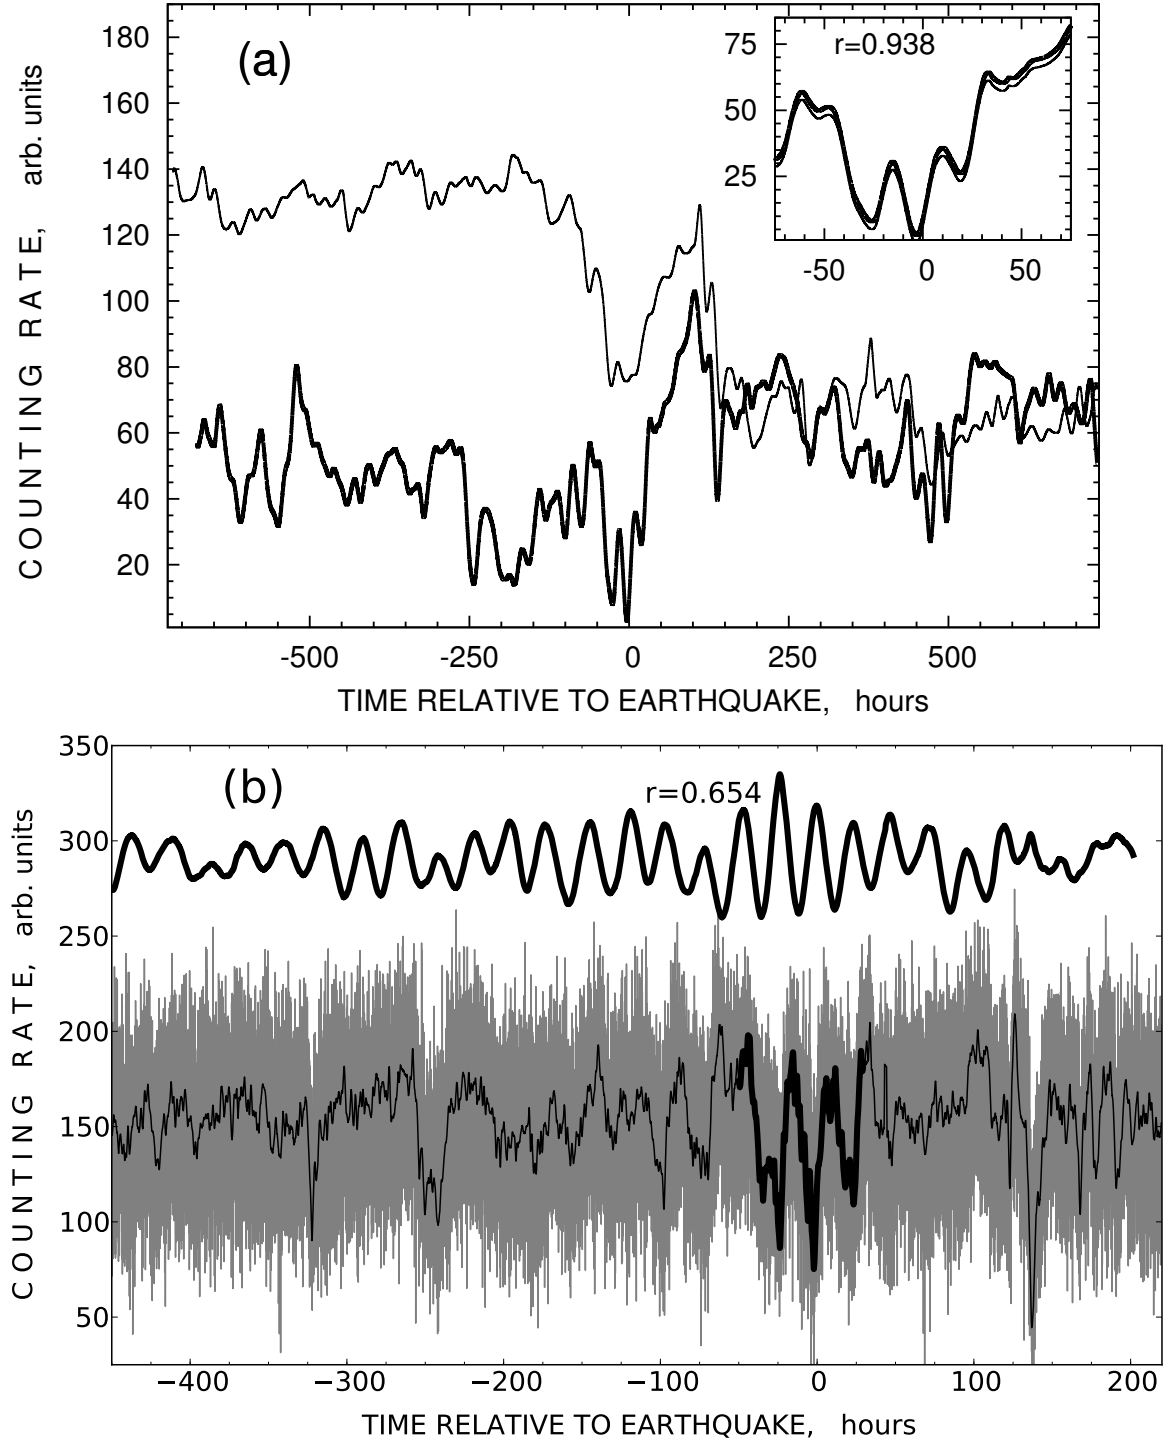 (a)
r=0.938
75
50
25
-50 0 50
180
160
140
120
100
80
60
40
20
COUNTING RATE, arb. units
-500 -250 0 250 500
TIME RELATIVE TO EARTHQUAKE, hours
(b)
r=0.654
350
300
250
200
150
100
50
COUNTING RATE, arb. units
−400 −300 −200 −100 0 100 200
TIME RELATIVE TO EARTHQUAKE, hours